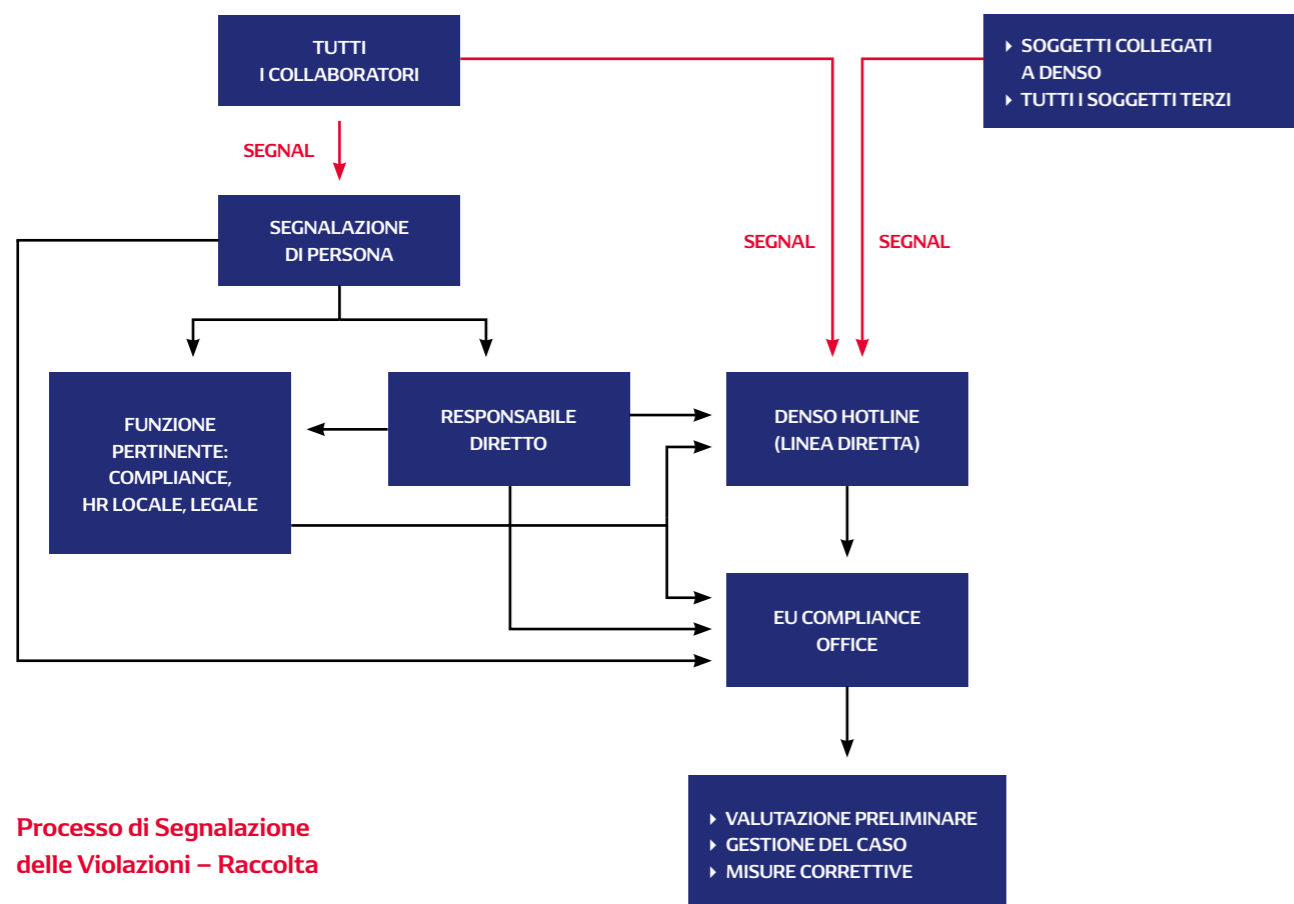 TUTTI
I COLLABORATORI
SOGGETTI COLLEGATI
A DENSO
TUTTI I SOGGETTI TERZI
SEGNAL
SEGNALAZIONE
DI PERSONA
SEGNAL
SEGNAL
FUNZIONE
PERTINENTE:
COMPLIANCE,
HR LOCALE, LEGALE
RESPONSABILE
DIRETTO
DENSO HOTLINE
(LINEA DIRETTA)
EU COMPLIANCE
OFFICE
Processo di Segnalazione
delle Violazioni – Raccolta
VALUTAZIONE PRELIMINARE
GESTIONE DEL CASO
MISURE CORRETTIVE